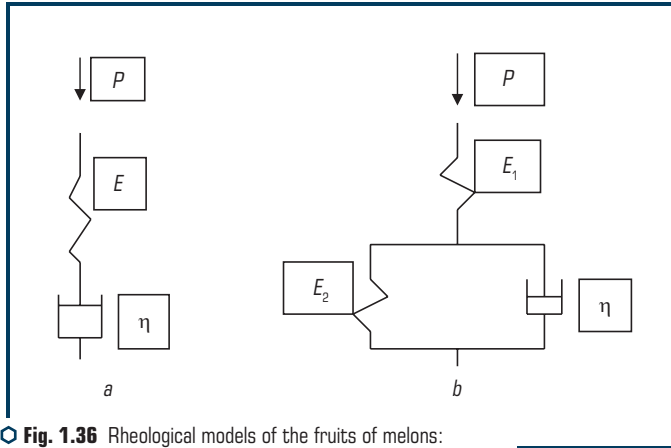 P
P
E
E₁
E₂
η
η
a
b
Fig. 1.36 Rheological models of the fruits of melons: